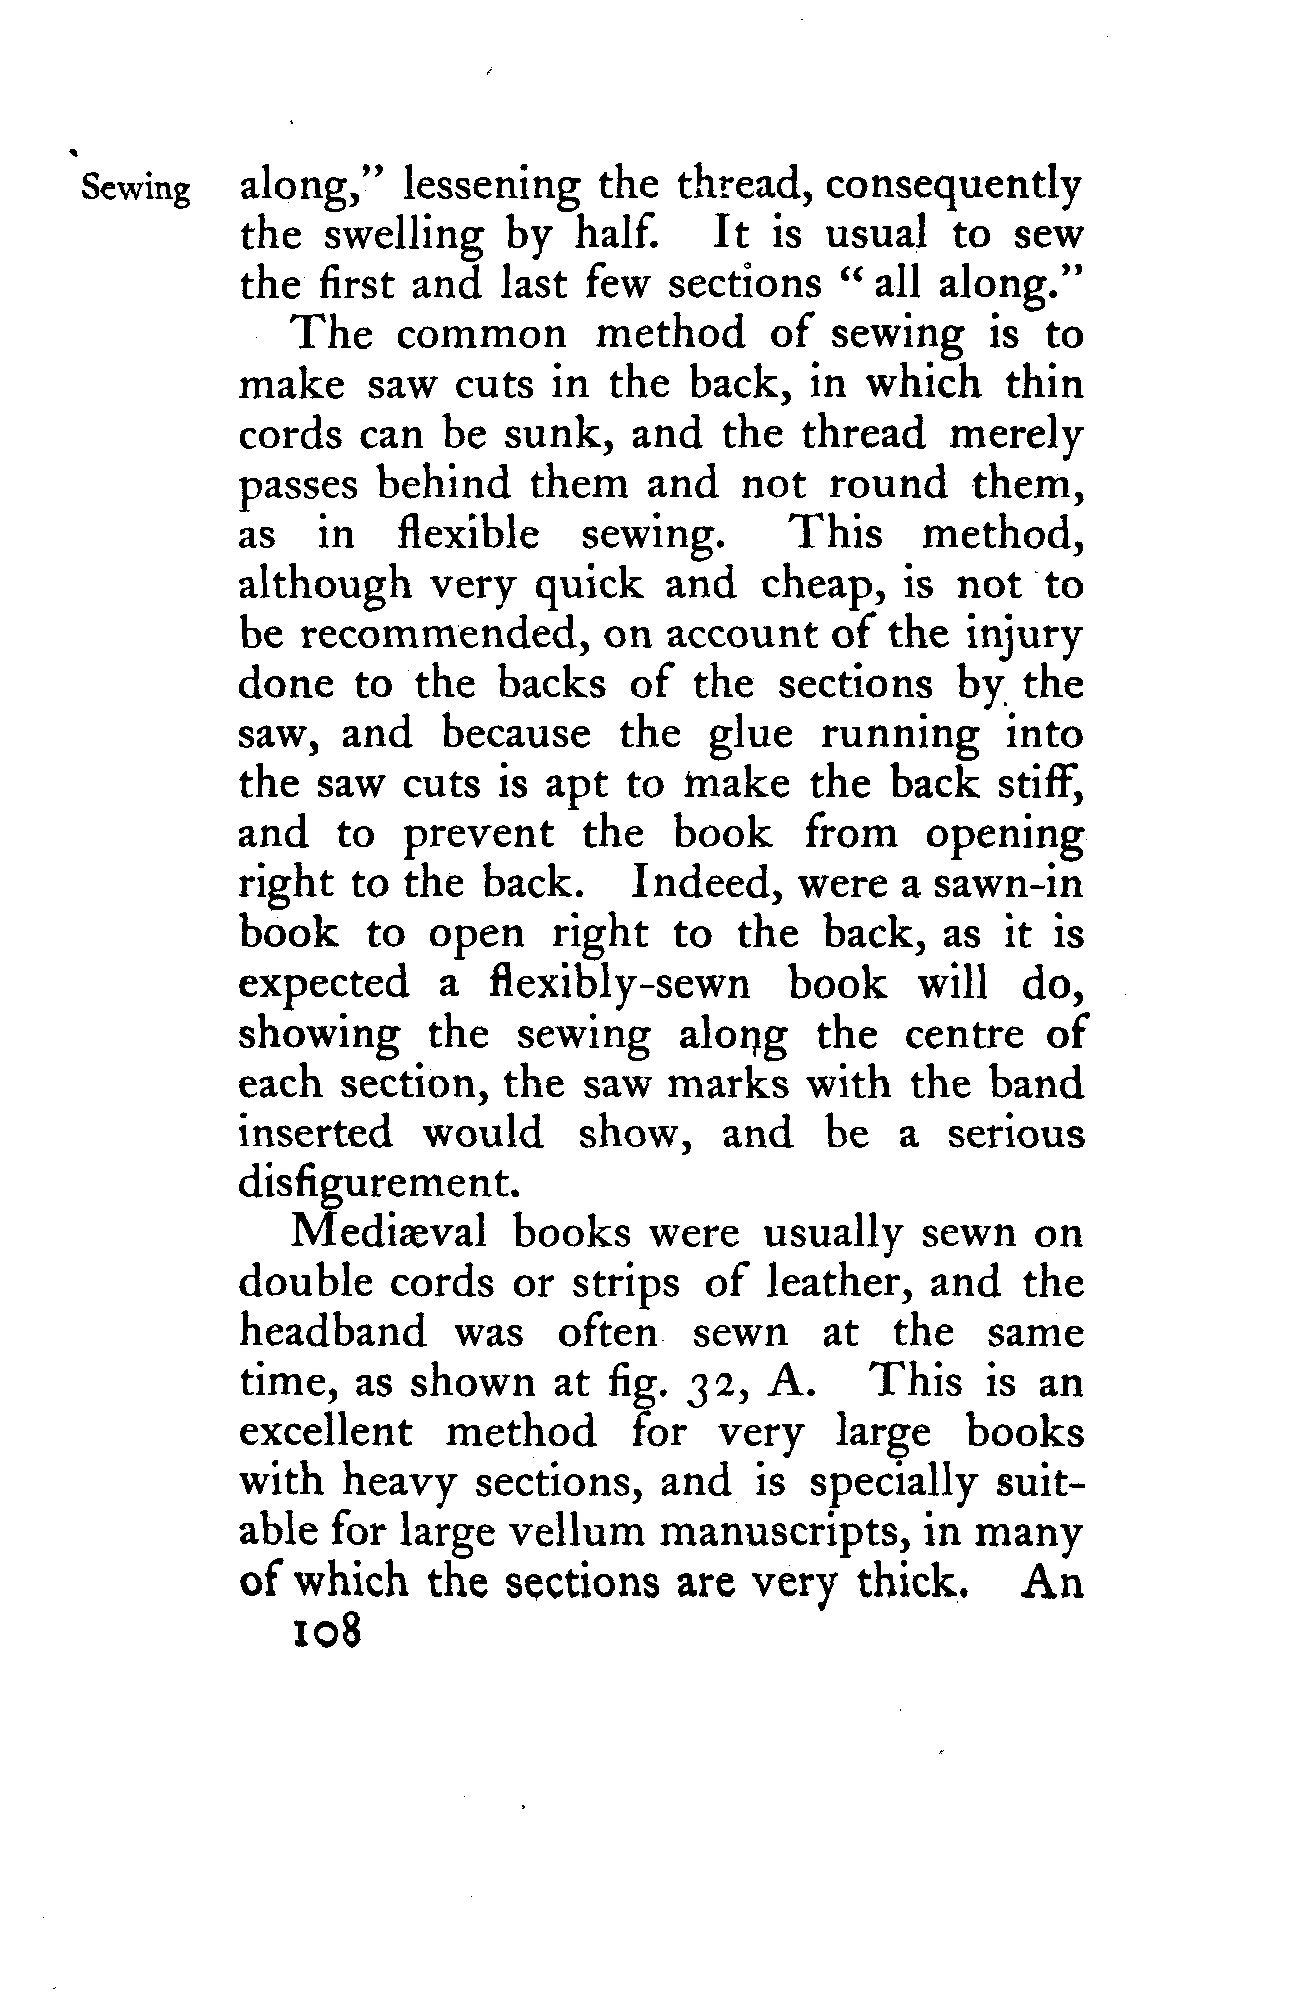 Sewing along,” lessening the thread, consequently
the swelling by half. It is usual to sew
the first and last few sections “ all along.”
The common method of sewing is to
make saw cuts in the back, in which thin
cords can be sunk, and the thread merely
passes behind them and not round them,
as in flexible sewing. This method,
although very quick and cheap, is not to
be recommended, on account of the injury
done to the backs of the sections by the
saw, and because the glue running into
the saw cuts is apt to make the back stiff,
and to prevent the book from opening
right to the back. Indeed, were a sawn-in
book to open right to the back, as it is
expected a flexibly-sewn book will do,
showing the sewing along the centre of
each section, the saw marks with the band
inserted would show, and be a serious
disfigurement.
Mediæval books were usually sewn on
double cords or strips of leather, and the
headband was often sewn at the same
time, as shown at fig. 32, A. This is an
excellent method for very large books
with heavy sections, and is specially suit-
able for large vellum manuscripts, in many
of which the sections are very thick. An
108